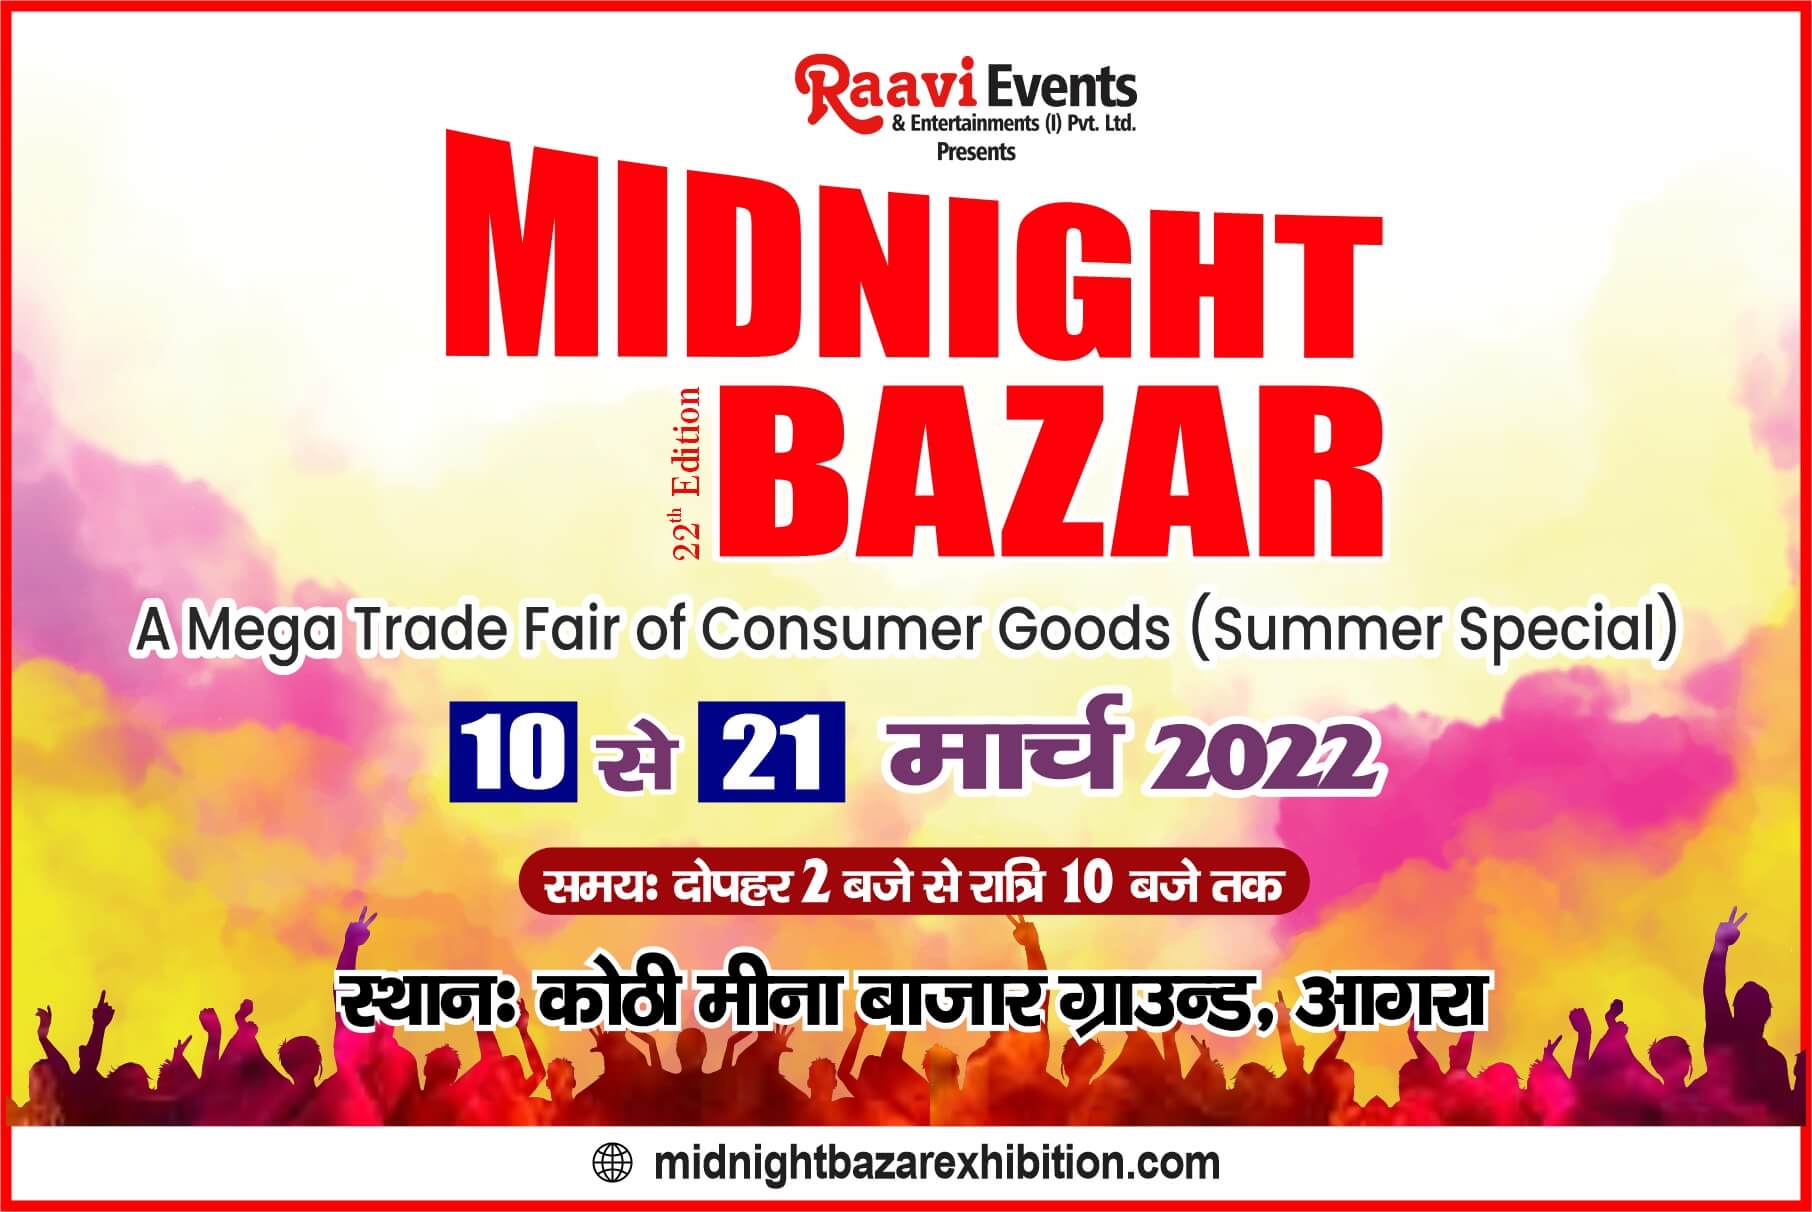 Raavi Events
& Entertainments (I) Pvt. Ltd.
Presents
MIDNIGHT
22th Edition
BAZAR
A Mega Trade Fair of Consumer Goods (Summer Special)
10 से 21 मार्च 2022
समयः दोपहर 2 बजे से रात्रि 10 बजे तक
स्थानः कोठी मीना बाजार ग्राउन्ड, आगरा
midnightbazarexhibition.com